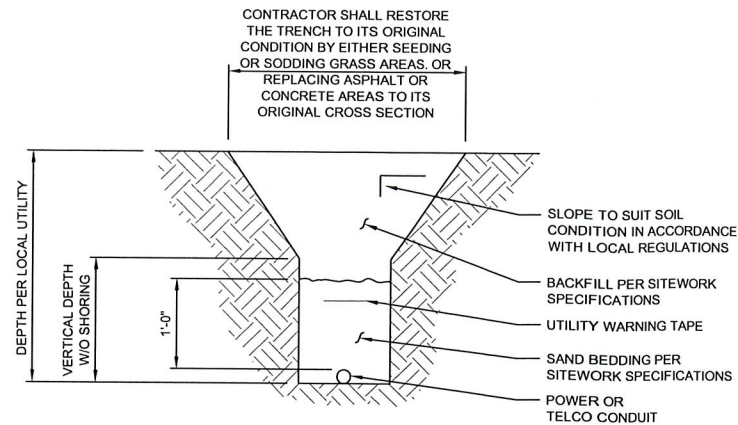 CONTRACTOR SHALL RESTORE
THE TRENCH TO ITS ORIGINAL
CONDITION BY EITHER SEEDING
OR SODDING GRASS AREAS. OR
REPLACING ASPHALT OR
CONCRETE AREAS TO ITS
ORIGINAL CROSS SECTION
DEPTH PER LOCAL UTILITY
VERTICAL DEPTH
W/O SHORING
1'-0"
SLOPE TO SUIT SOIL
CONDITION IN ACCORDANCE
WITH LOCAL REGULATIONS
BACKFILL PER SITEWORK
SPECIFICATIONS
UTILITY WARNING TAPE
SAND BEDDING PER
SITEWORK SPECIFICATIONS
POWER OR
TELCO CONDUIT